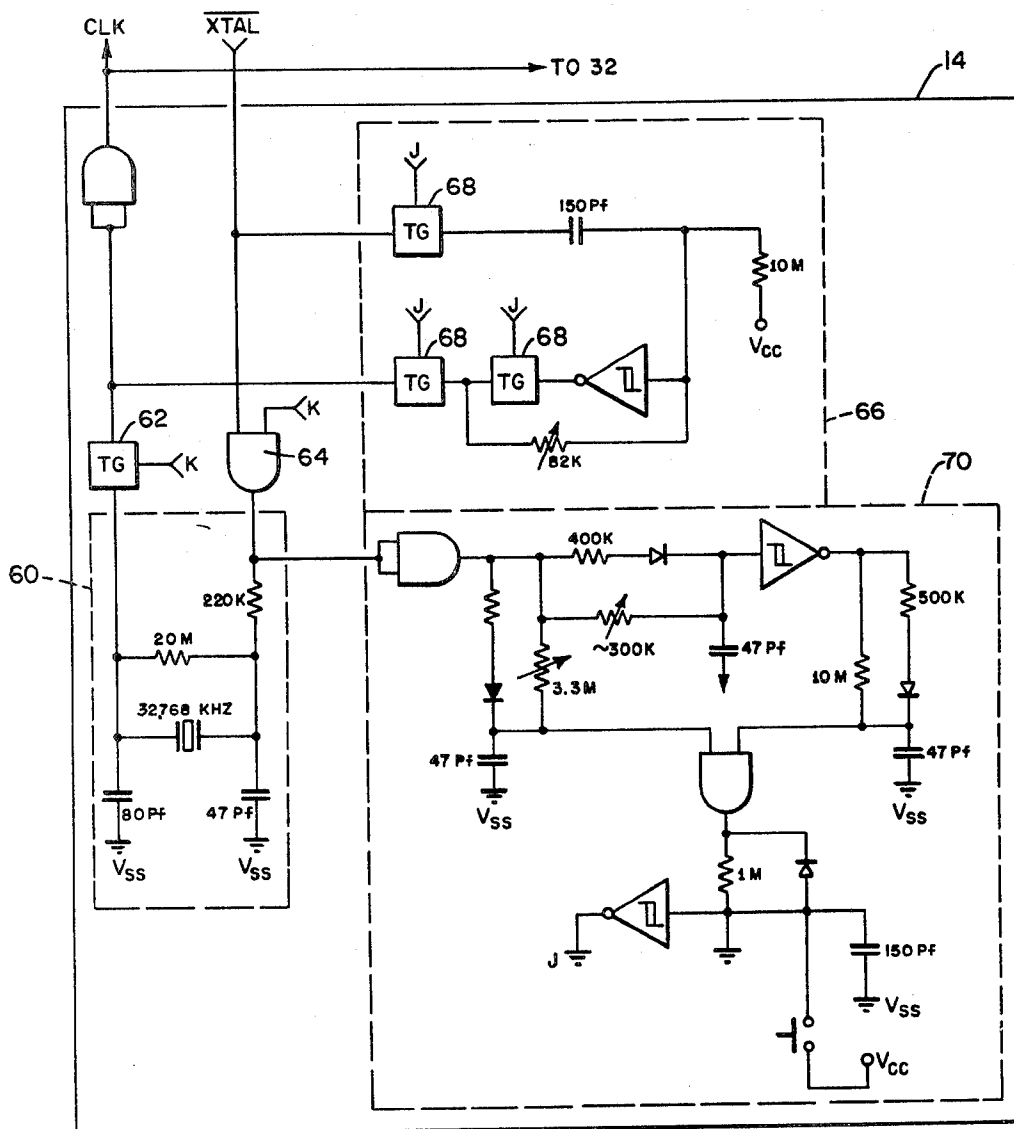 CLK
XTAL
TO 32
14
J
68
TG
150 Pf
10 M
VCC
J
68
TG
J
68
TG
82K
66
62
TG
K
K
64
70
60
220K
20 M
32,768 KHZ
80 Pf
47 Pf
VSS
VSS
400K
~300K
3.3 M
47 Pf
500K
10 M
47 Pf
VSS
47 Pf
VSS
1 M
J
150 Pf
VSS
VCC